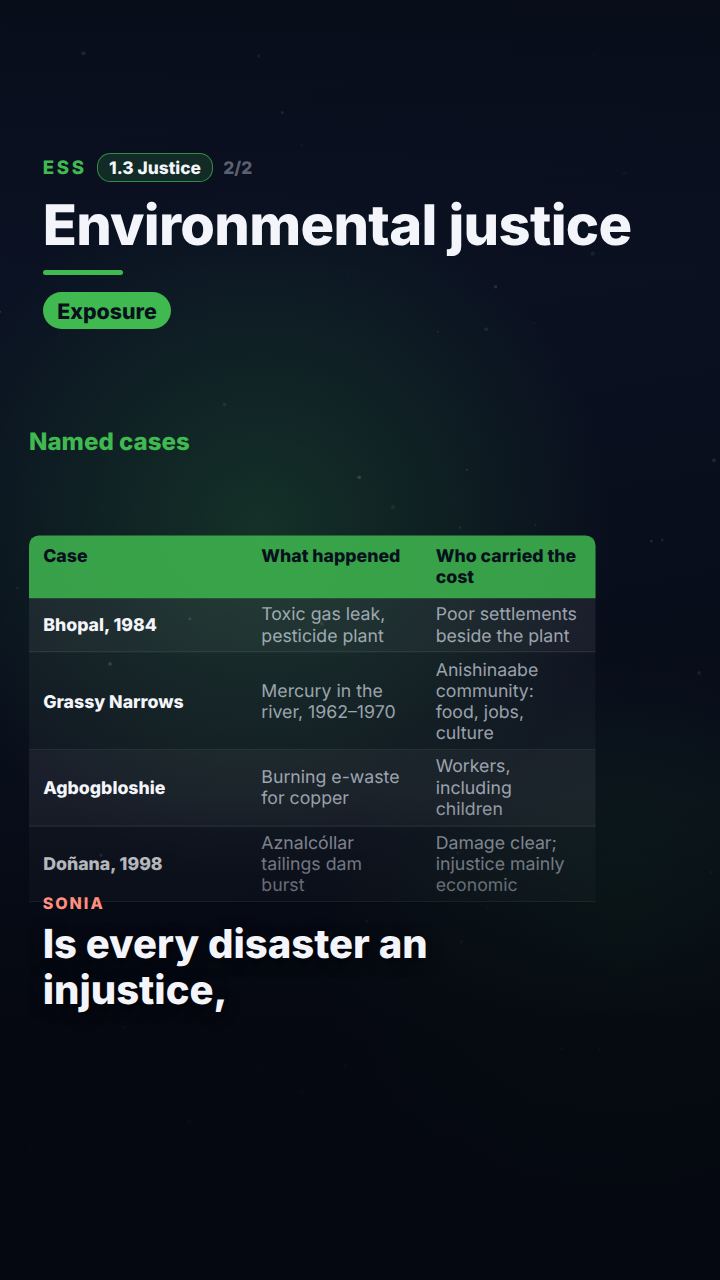 ESS 1.3 Justice 2/2
Environmental justice
Exposure
Named cases
Case What happened Who carried the
cost
Bhopal, 1984 Toxic gas leak, Poor settlements
pesticide plant beside the plant
Grassy Narrows Mercury in the Anishinaabe
river, 1962–1970 community:
food, jobs,
culture
Agbogbloshie Burning e-waste Workers,
for copper including
children
Doñana, 1998 Aznalcóllar Damage clear;
tailings dam injustice mainly
burst economic
SONIA
Is every disaster an
injustice,